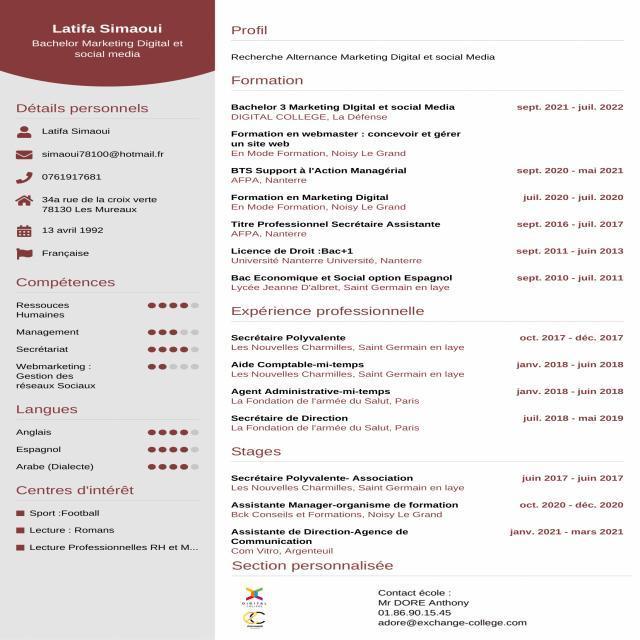 Latifa Simaoui
Bachelor Marketing Digital et
social media
Détails personnels
Latifa Simaoui
simaoui78100@hotmail.fr
0761917681
34a rue de la croix verte
78130 Les Mureaux
13 avril 1992
Française
Compétences
Ressouces
Humaines
Management
Secrétariat
Webmarketing :
Gestion des
réseaux Sociaux
Langues
Anglais
Espagnol
Arabe (Dialecte)
Centres d'intérêt
Sport :Football
Lecture : Romans
Lecture Professionnelles RH et M...
Profil
Recherche Alternance Marketing Digital et social Media
Formation
Bachelor 3 Marketing DIgital et social Media sept. 2021 - juil. 2022
DIGITAL COLLEGE, La Défense
Formation en webmaster : concevoir et gérer
un site web
En Mode Formation, Noisy Le Grand
BTS Support à l'Action Managérial sept. 2020 - mai 2021
AFPA, Nanterre
Formation en Marketing Digital juil. 2020 - juil. 2020
En Mode Formation, Noisy Le Grand
Titre Professionnel Secrétaire Assistante sept. 2016 - juil. 2017
AFPA, Nanterre
Licence de Droit :Bac+1 sept. 2011 - juin 2013
Université Nanterre Université, Nanterre
Bac Economique et Social option Espagnol sept. 2010 - juil. 2011
Lycée Jeanne D'albret, Saint Germain en laye
Expérience professionnelle
Secrétaire Polyvalente oct. 2017 - déc. 2017
Les Nouvelles Charmilles, Saint Germain en laye
Aide Comptable-mi-temps janv. 2018 - juin 2018
Les Nouvelles Charmilles, Saint Germain en laye
Agent Administrative-mi-temps janv. 2018 - juin 2018
La Fondation de l'armée du Salut, Paris
Secrétaire de Direction juil. 2018 - mai 2019
La Fondation de l'armée du Salut, Paris
Stages
Secrétaire Polyvalente- Association juin 2017 - juin 2017
Les Nouvelles Charmilles, Saint Germain en laye
Assistante Manager-organisme de formation oct. 2020 - déc. 2020
Bck Conseils et Formations, Noisy Le Grand
Assistante de Direction-Agence de janv. 2021 - mars 2021
Communication
Com Vitro, Argenteuil
Section personnalisée
DIGITAL
Contact école :
Mr DORE Anthony
01.86.90.15.45
adore@exchange-college.com